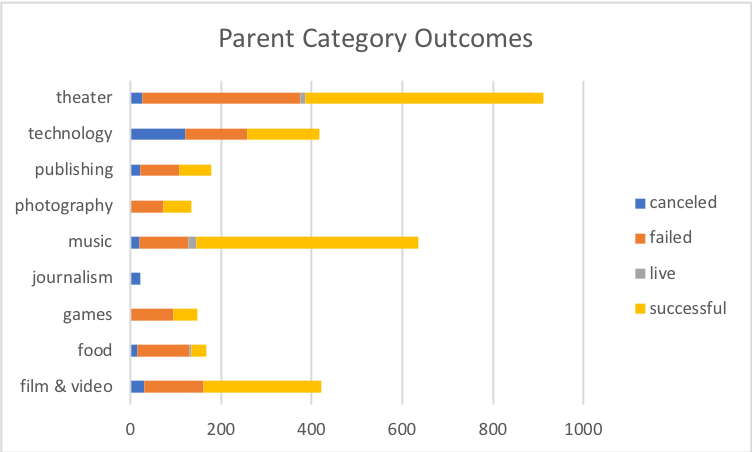 Parent Category Outcomes
theater
technology
publishing
photography
music
journalism
games
food
film & video
0 200 400 600 800 1000
canceled
failed
live
successful